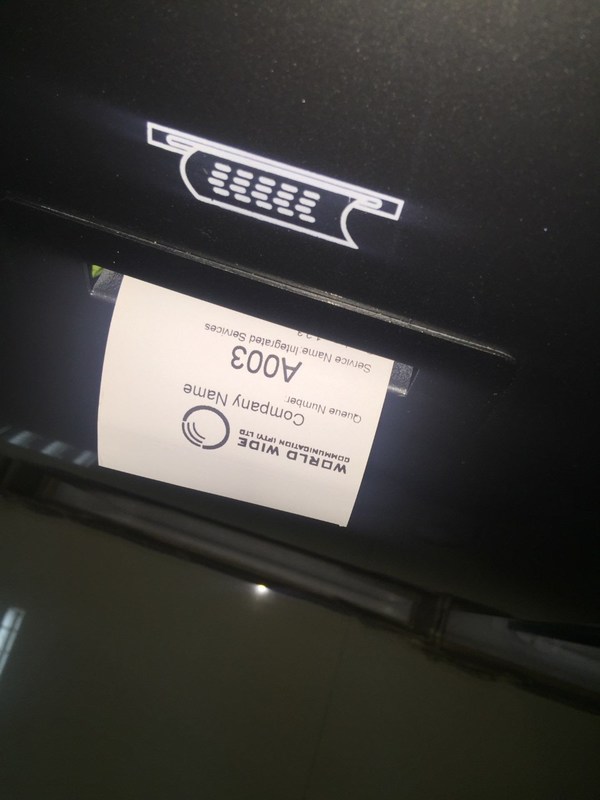 WORLD WIDE
COMMUNICATION (PTY) LTD
Company Name
Queue Number
A003
Service Name:Integrated Services